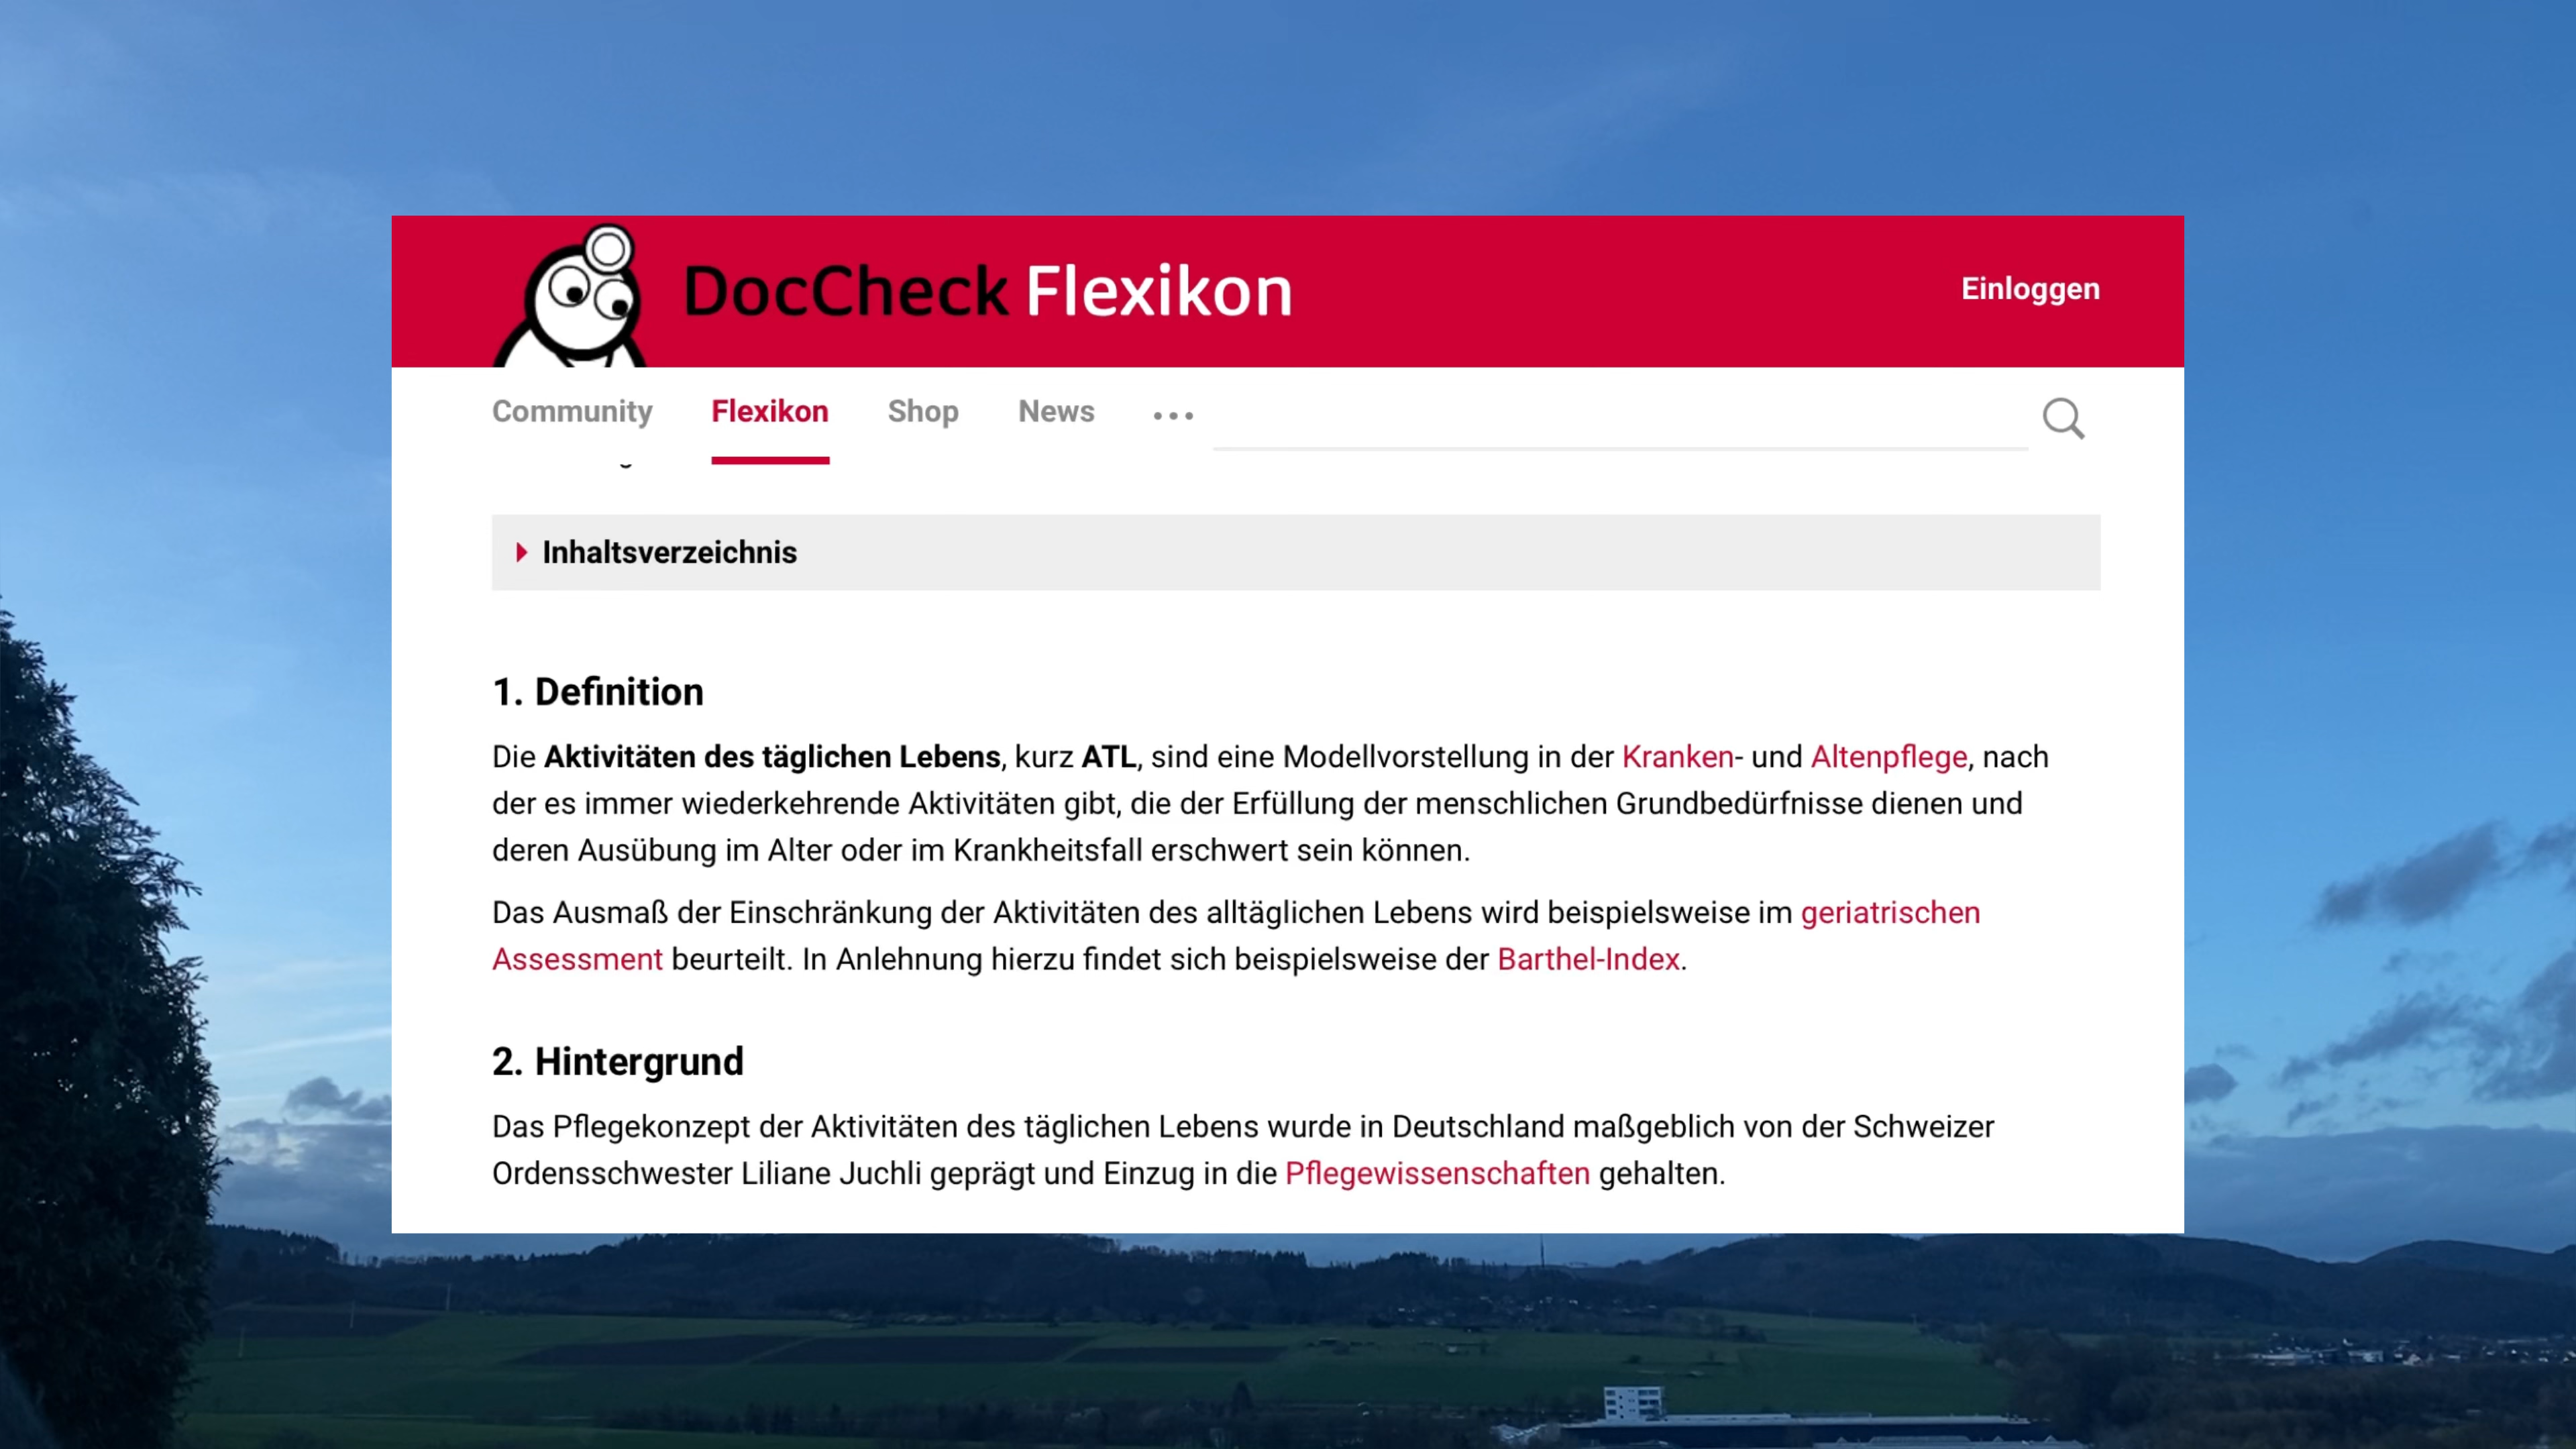 DocCheck Flexikon
Einloggen
Community Flexikon Shop News ...
Inhaltsverzeichnis
1. Definition
Die Aktivitäten des täglichen Lebens, kurz ATL, sind eine Modellvorstellung in der Kranken- und Altenpflege, nach
der es immer wiederkehrende Aktivitäten gibt, die der Erfüllung der menschlichen Grundbedürfnisse dienen und
deren Ausübung im Alter oder im Krankheitsfall erschwert sein können.
Das Ausmaß der Einschränkung der Aktivitäten des alltäglichen Lebens wird beispielsweise im geriatrischen
Assessment beurteilt. In Anlehnung hierzu findet sich beispielsweise der Barthel-Index.
2. Hintergrund
Das Pflegekonzept der Aktivitäten des täglichen Lebens wurde in Deutschland maßgeblich von der Schweizer
Ordensschwester Liliane Juchli geprägt und Einzug in die Pflegewissenschaften gehalten.